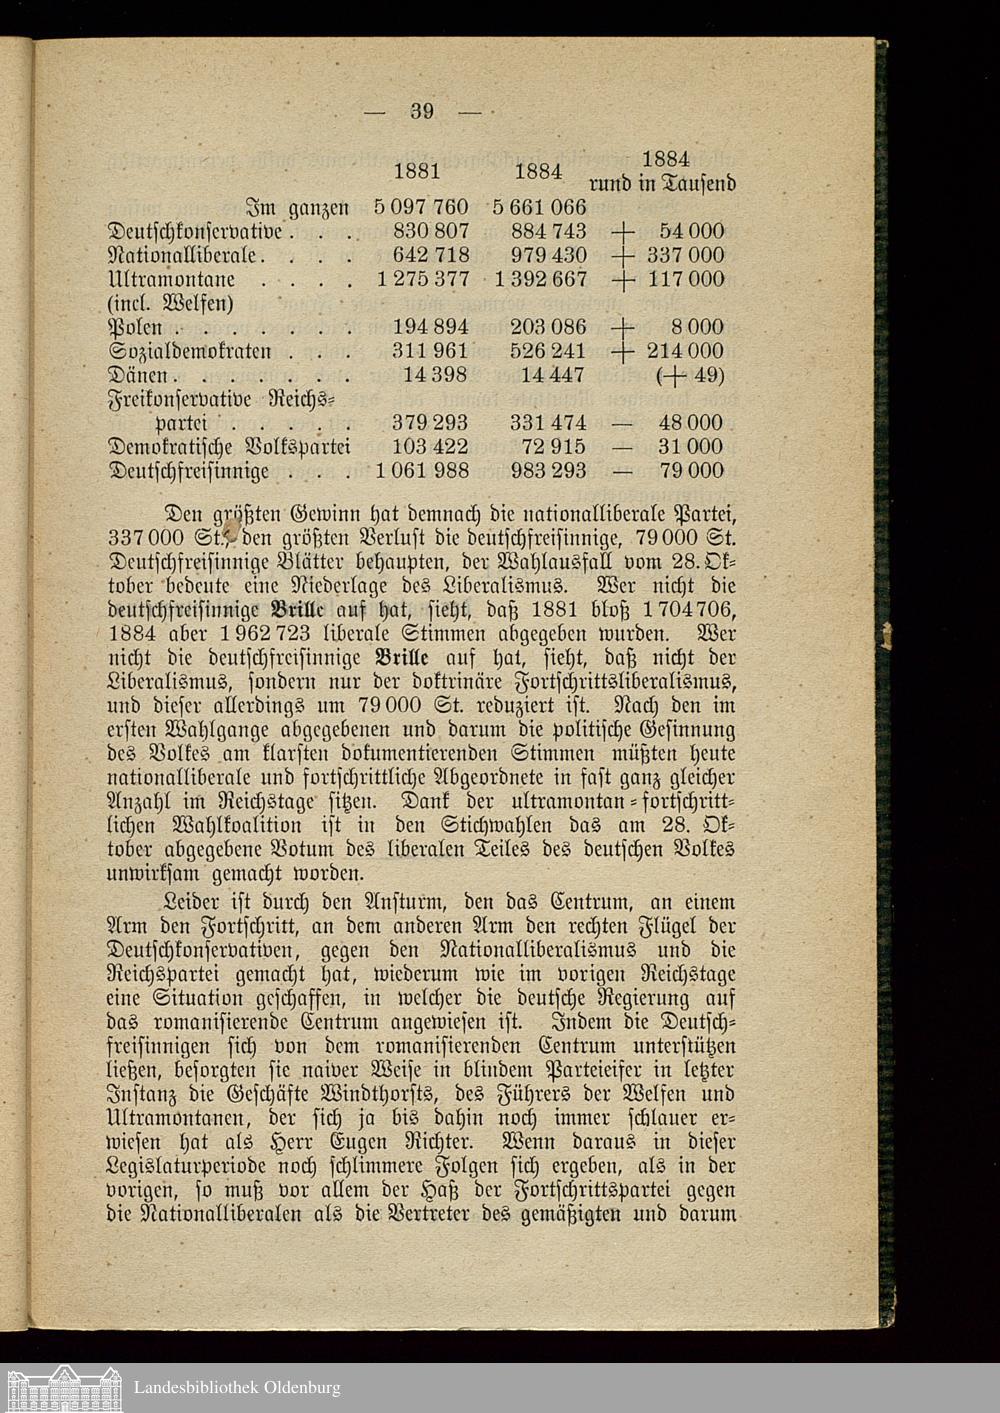 — 39 —
1881 1884 1884
rund in Tausend
Im ganzen 5 097 760 5 661 066
Deutschkonservative . . . 830 807 884 743 + 54 000
Nationalliberale . . . . 642 718 979 430 + 337 000
Ultramontane . . . . 1 275 377 1 392 667 + 117 000
(incl. Welfen)
Polen . . . . . . . 194 894 203 086 + 8 000
Sozialdemokraten . . . 311 961 526 241 + 214 000
Dänen . . . . . . . 14 398 14 447 (+ 49)
Freikonservative Reichs-
partei . . . . . 379 293 331 474 — 48 000
Demokratische Volkspartei 103 422 72 915 — 31 000
Deutschfreisinnige . . . 1 061 988 983 293 — 79 000
Den größten Gewinn hat demnach die nationalliberale Partei,
337 000 St., den größten Verlust die deutschfreisinnige, 79 000 St.
Deutschfreisinnige Blätter behaupten, der Wahlausfall vom 28. Ok-
tober bedeute eine Niederlage des Liberalismus. Wer nicht die
deutschfreisinnige Brille auf hat, sieht, daß 1881 bloß 1 704 706,
1884 aber 1 962 723 liberale Stimmen abgegeben wurden. Wer
nicht die deutschfreisinnige Brille auf hat, sieht, daß nicht der
Liberalismus, sondern nur der doktrinäre Fortschrittsliberalismus,
und dieser allerdings um 79 000 St. reduziert ist. Nach den im
ersten Wahlgange abgegebenen und darum die politische Gesinnung
des Volkes am klarsten dokumentierenden Stimmen müßten heute
nationalliberale und fortschrittliche Abgeordnete in fast ganz gleicher
Anzahl im Reichstage sitzen. Dank der ultramontan-fortschritt-
lichen Wahlkoalition ist in den Stichwahlen das am 28. Ok-
tober abgegebene Votum des liberalen Teiles des deutschen Volkes
unwirksam gemacht worden.
Leider ist durch den Ansturm, den das Centrum, an einem
Arm den Fortschritt, an dem anderen Arm den rechten Flügel der
Deutschkonservativen, gegen den Nationalliberalismus und die
Reichspartei gemacht hat, wiederum wie im vorigen Reichstage
eine Situation geschaffen, in welcher die deutsche Regierung auf
das romanisierende Centrum angewiesen ist. Indem die Deutsch-
freisinnigen sich von dem romanisierenden Centrum unterstützen
ließen, besorgten sie naiver Weise in blindem Parteieifer in letzter
Instanz die Geschäfte Windthorsts, des Führers der Welfen und
Ultramontanen, der sich ja bis dahin noch immer schlauer er-
wiesen hat als Herr Eugen Richter. Wenn daraus in dieser
Legislaturperiode noch schlimmere Folgen sich ergeben, als in der
vorigen, so muß vor allem der Haß der Fortschrittspartei gegen
die Nationalliberalen als die Vertreter des gemäßigten und darum
Landesbibliothek Oldenburg